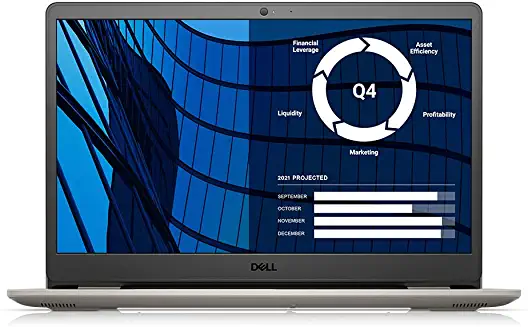 Financial
Leverage
Asset
Efficiency
Q4
Liquidity
Profitability
Marketing
2021 PROJECTED
SEPTEMBER
OCTOBER
NOVEMBER
DECEMBER
DELL